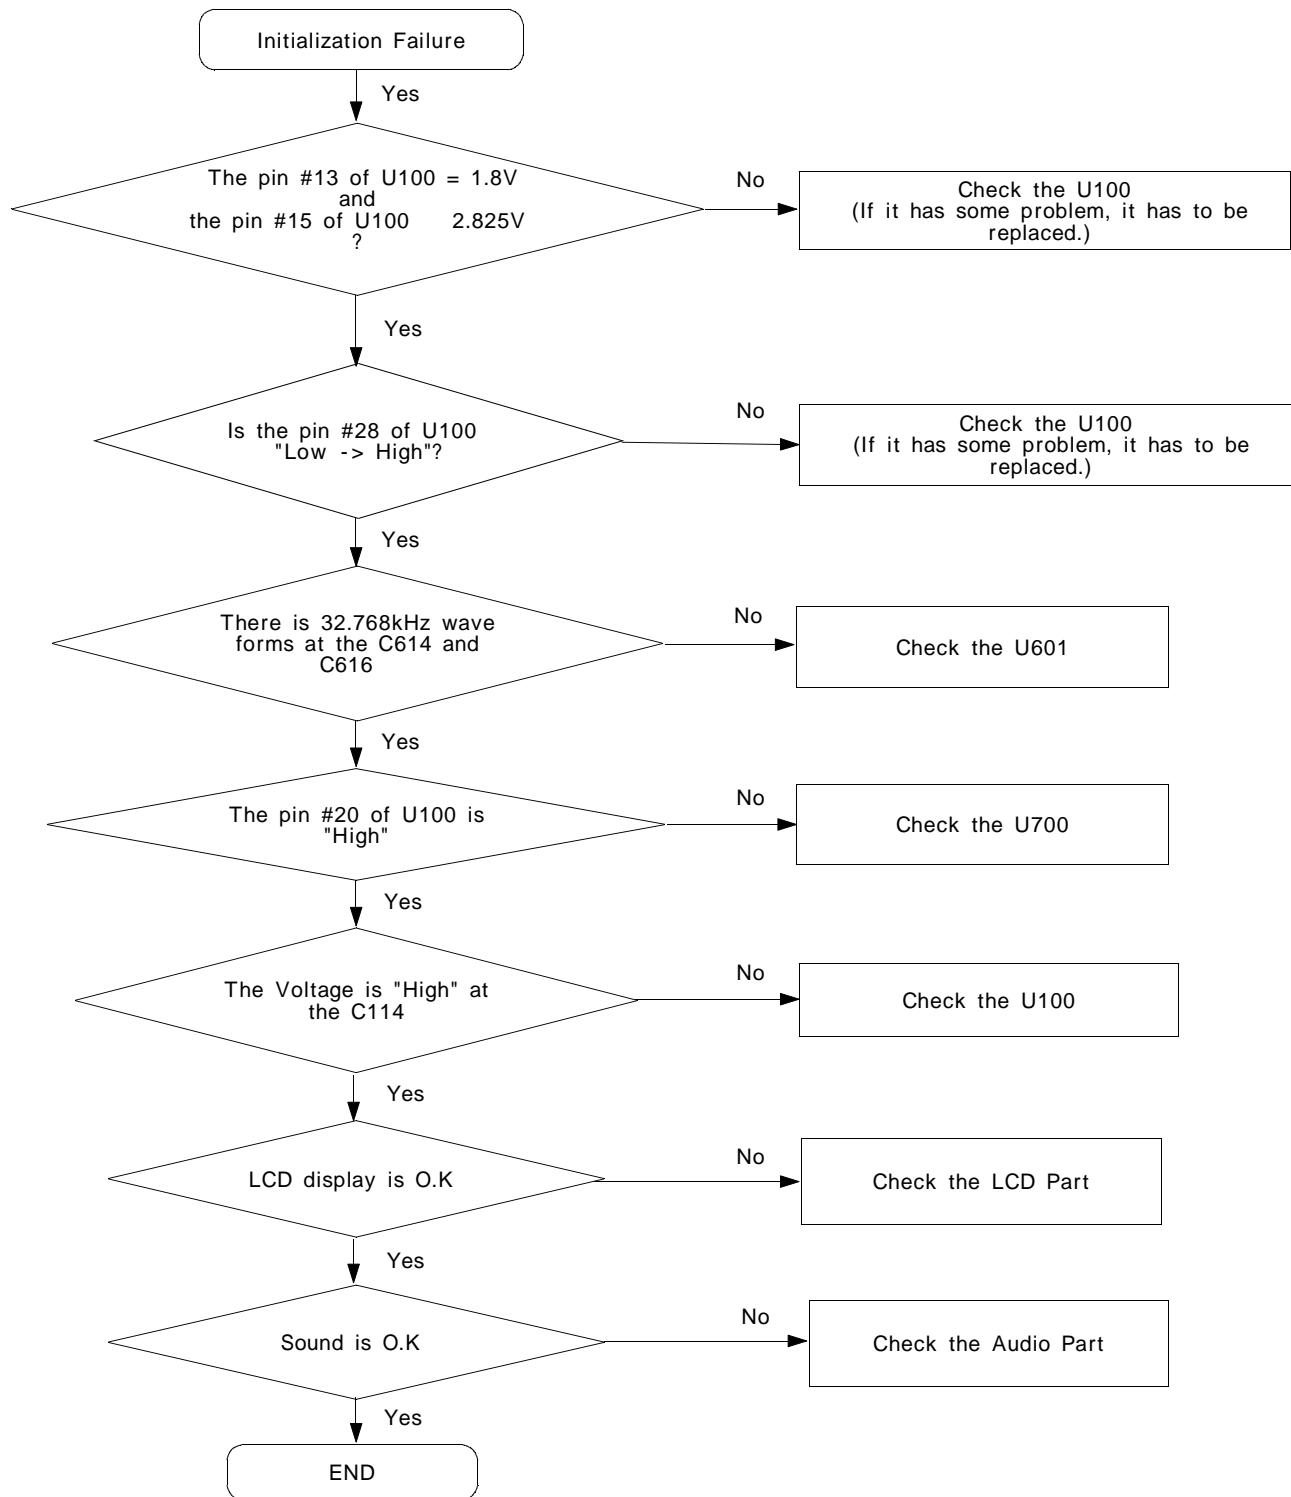 Initialization Failure
Yes
The pin #13 of U100 = 1.8V
and
the pin #15 of U100 2.825V
?
No
Check the U100
(If it has some problem, it has to be
replaced.)
Yes
Is the pin #28 of U100
"Low -> High"?
No
Check the U100
(If it has some problem, it has to be
replaced.)
Yes
There is 32.768kHz wave
forms at the C614 and
C616
No
Check the U601
Yes
The pin #20 of U100 is
"High"
No
Check the U700
Yes
The Voltage is "High" at
the C114
No
Check the U100
Yes
LCD display is O.K
No
Check the LCD Part
Yes
Sound is O.K
No
Check the Audio Part
Yes
END